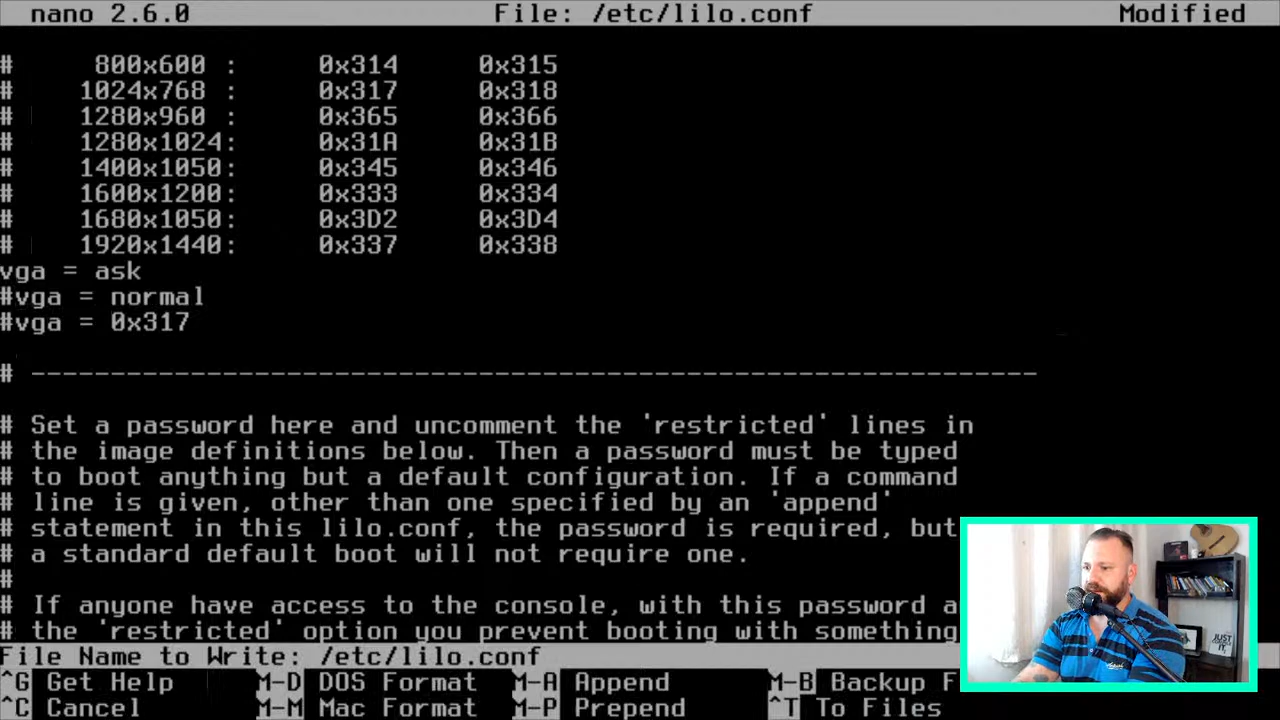 nano 2.6.0 File: /etc/lilo.conf Modified
# 800x600 : 0x314 0x315
# 1024x768 : 0x317 0x318
# 1280x960 : 0x365 0x366
# 1280x1024: 0x31A 0x31B
# 1400x1050: 0x345 0x346
# 1600x1200: 0x333 0x334
# 1680x1050: 0x3D2 0x3D4
# 1920x1440: 0x337 0x338
vga = ask
#vga = normal
#vga = 0x317
# ---------------------------------------------------------------
# Set a password here and uncomment the 'restricted' lines in
# the image definitions below. Then a password must be typed
# to boot anything but a default configuration. If a command
# line is given, other than one specified by an 'append'
# statement in this lilo.conf, the password is required, but
# a standard default boot will not require one.
#
# If anyone have access to the console, with this password a
# the 'restricted' option you prevent booting with something
File Name to Write: /etc/lilo.conf
^G Get Help M-D DOS Format M-A Append M-B Backup F
^C Cancel M-M Mac Format M-P Prepend ^T To Files
JUST